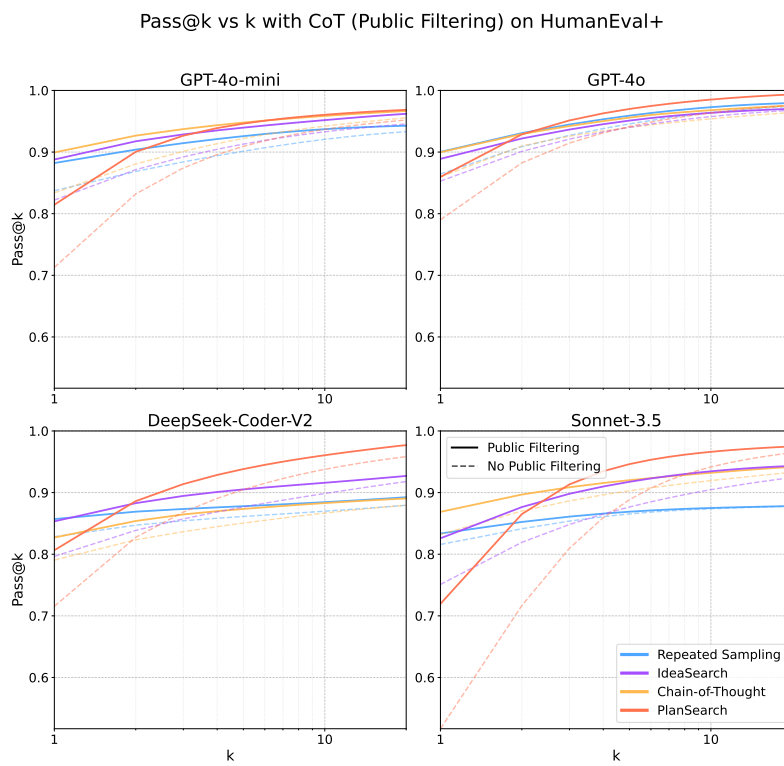 Pass@k vs k with CoT (Public Filtering) on HumanEval+
GPT-4o-mini
GPT-4o
Pass@k
1.0
0.9
0.8
0.7
0.6
1
10
1.0
0.9
0.8
0.7
0.6
1
10
DeepSeek-Coder-V2
Sonnet-3.5
Pass@k
1.0
0.9
0.8
0.7
0.6
1
10
k
1.0
0.9
0.8
0.7
0.6
1
10
k
Public Filtering
No Public Filtering
Repeated Sampling
IdeaSearch
Chain-of-Thought
PlanSearch